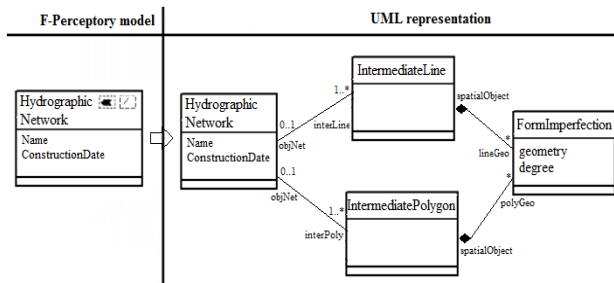 F-Perceptory model
UML representation
Hydrographic
Network
Name
ConstructionDate
Hydrographic
Network
Name
ConstructionDate
0..1
objNet
0..1
objNet
1..*
interLine
1..*
interPoly
IntermediateLine
spatialObject
IntermediatePolygon
spatialObject
*
lineGeo
*
polyGeo
FormImperfection
geometry
degree